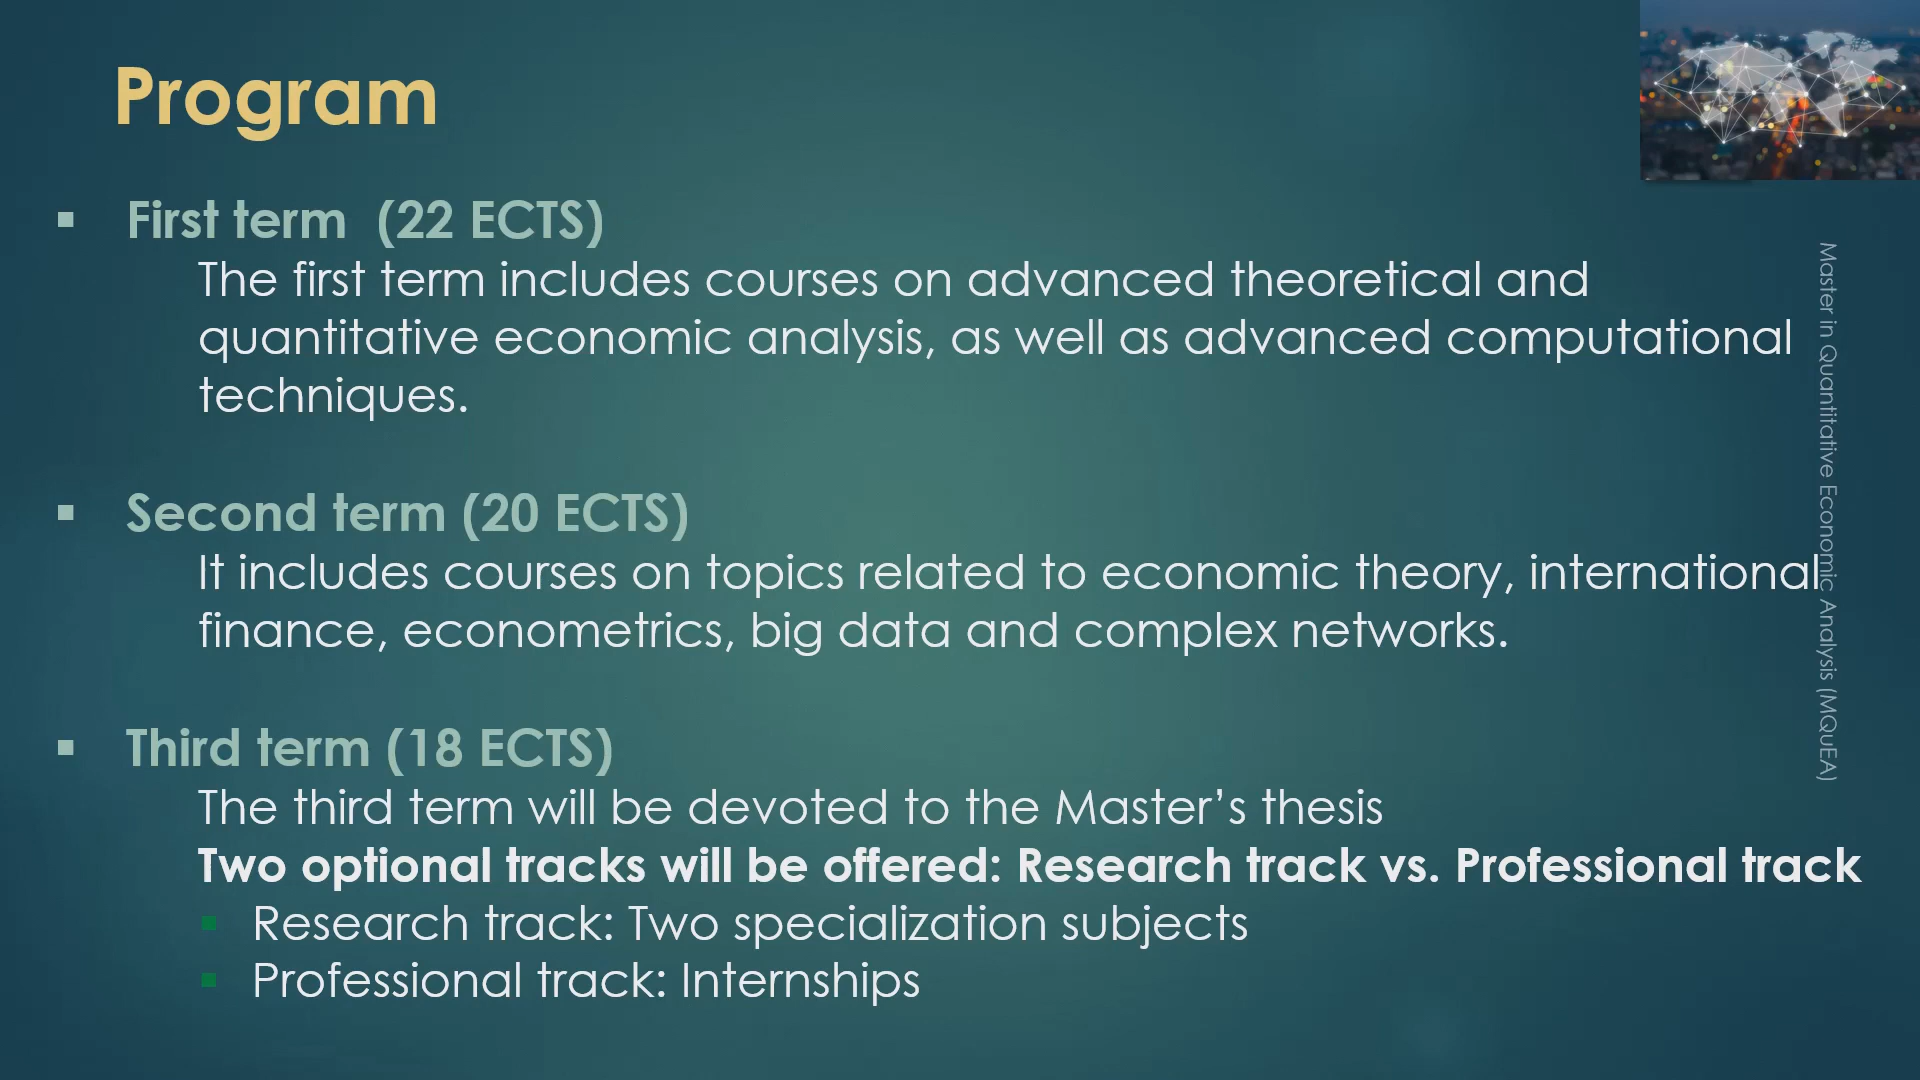 Program
▪ First term  (22 ECTS)
The first term includes courses on advanced theoretical and
quantitative economic analysis, as well as advanced computational
techniques.
▪ Second term (20 ECTS)
It includes courses on topics related to economic theory, international
finance, econometrics, big data and complex networks.
▪ Third term (18 ECTS)
The third term will be devoted to the Master’s thesis
Two optional tracks will be offered: Research track vs. Professional track
▪ Research track: Two specialization subjects
▪ Professional track: Internships
Master in Quantitative Economic Analysis (MQuEA)